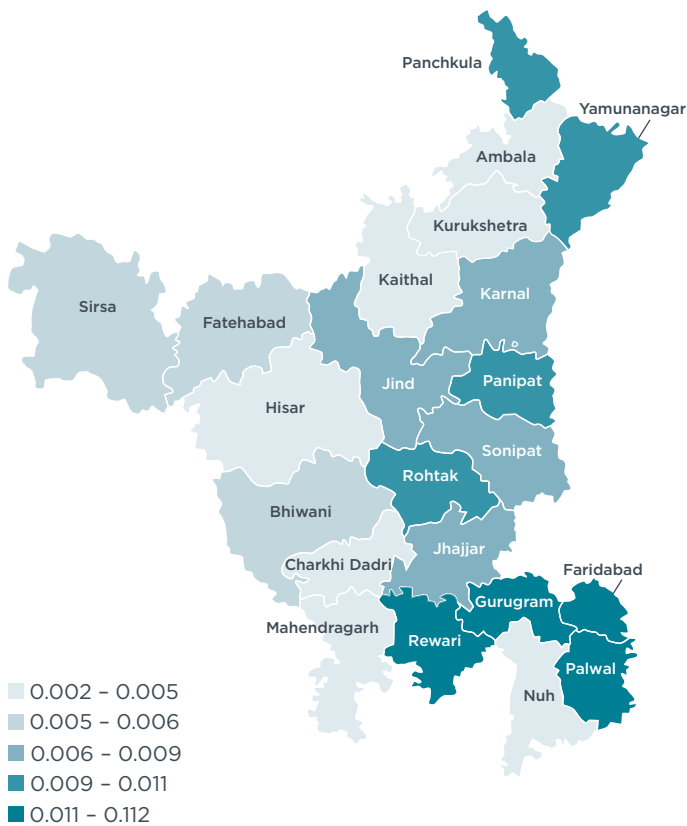 Panchkula
Yamunanagar
Ambala
Kurukshetra
Kaithal
Karnal
Sirsa
Fatehabad
Jind
Panipat
Hisar
Sonipat
Rohtak
Bhiwani
Jhajjar
Charkhi Dadri
Faridabad
Gurugram
Mahendragarh
Rewari
Palwal
Nuh
0.002 – 0.005
0.005 – 0.006
0.006 – 0.009
0.009 – 0.011
0.011 – 0.112